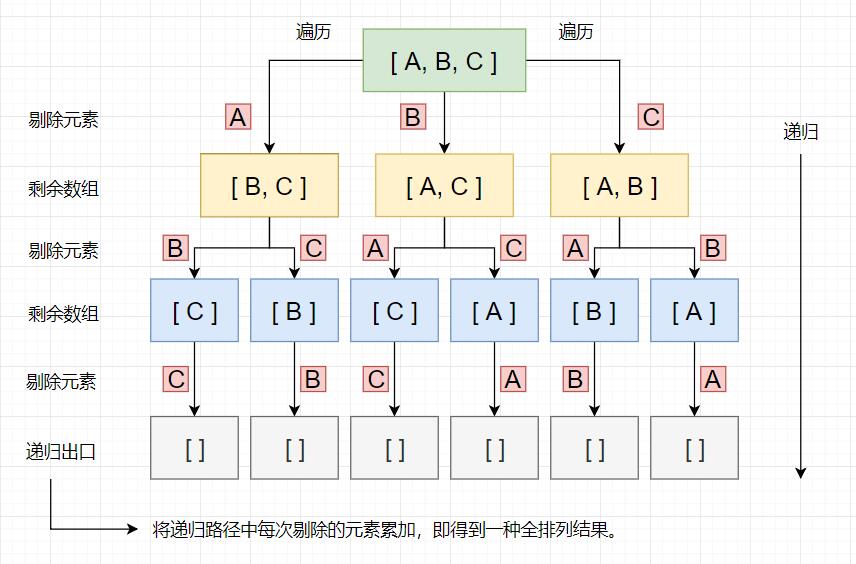 遍历 遍历
[ A, B, C ]
剔除元素 A B C 递归
剩余数组 [ B, C ] [ A, C ] [ A, B ]
剔除元素 B C A C A B
剩余数组 [ C ] [ B ] [ C ] [ A ] [ B ] [ A ]
剔除元素 C B C A B A
递归出口 [ ] [ ] [ ] [ ] [ ] [ ]
将递归路径中每次剔除的元素累加，即得到一种全排列结果。